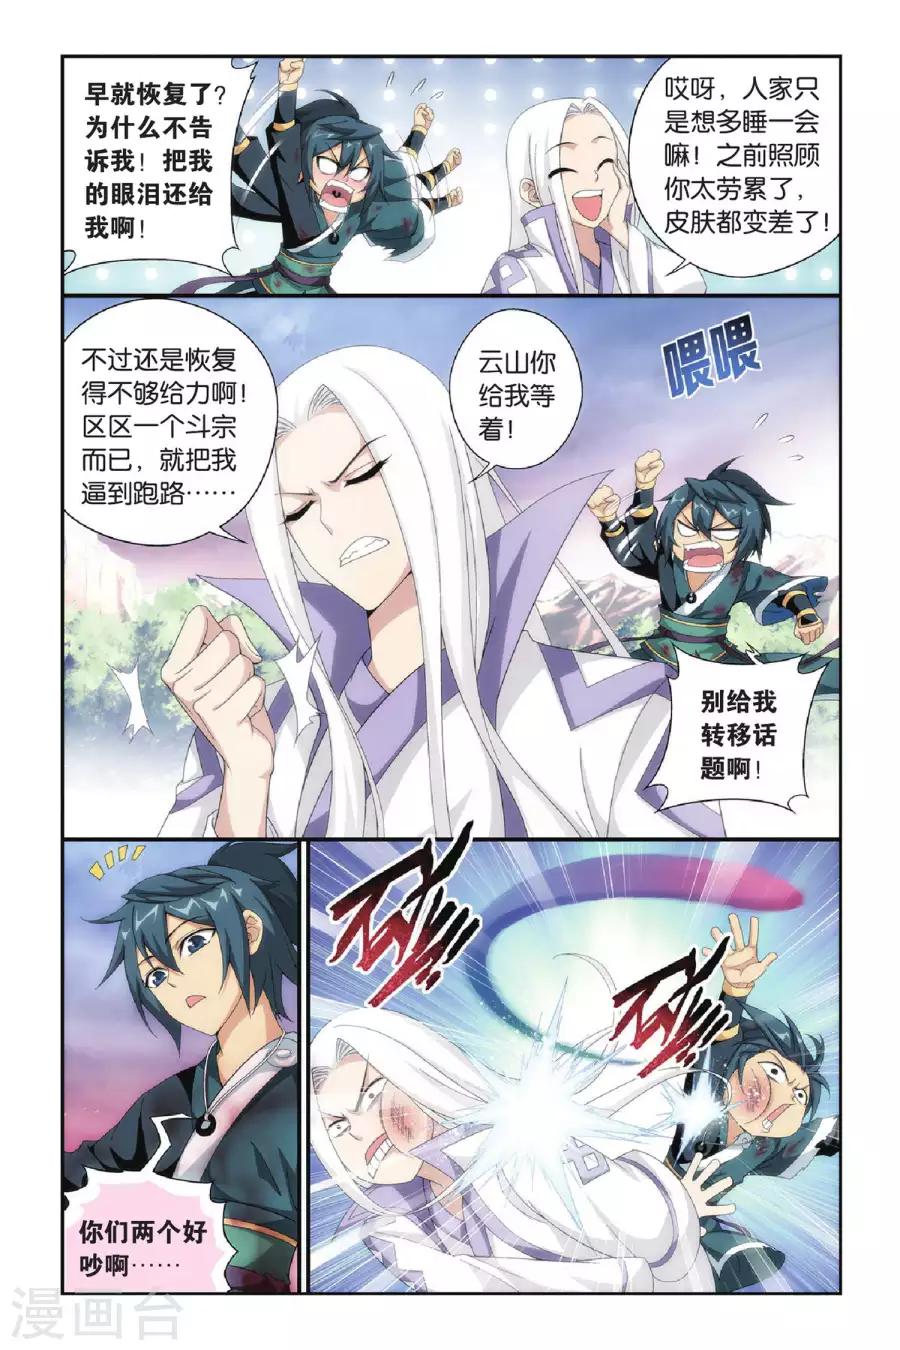 早就恢复了？
为什么不告
诉我！把我
的眼泪还给
我啊！
哎呀，人家只
是想多睡一会
嘛！之前照顾
你太劳累了，
皮肤都变差了！
不过还是恢复
得不够给力啊！
区区一个斗宗
而已，就把我
逼到跑路……
云山你
给我等
着！
喂喂
别给我
转移话
题啊！
你们两个好
吵啊……
砰
砰
漫画台